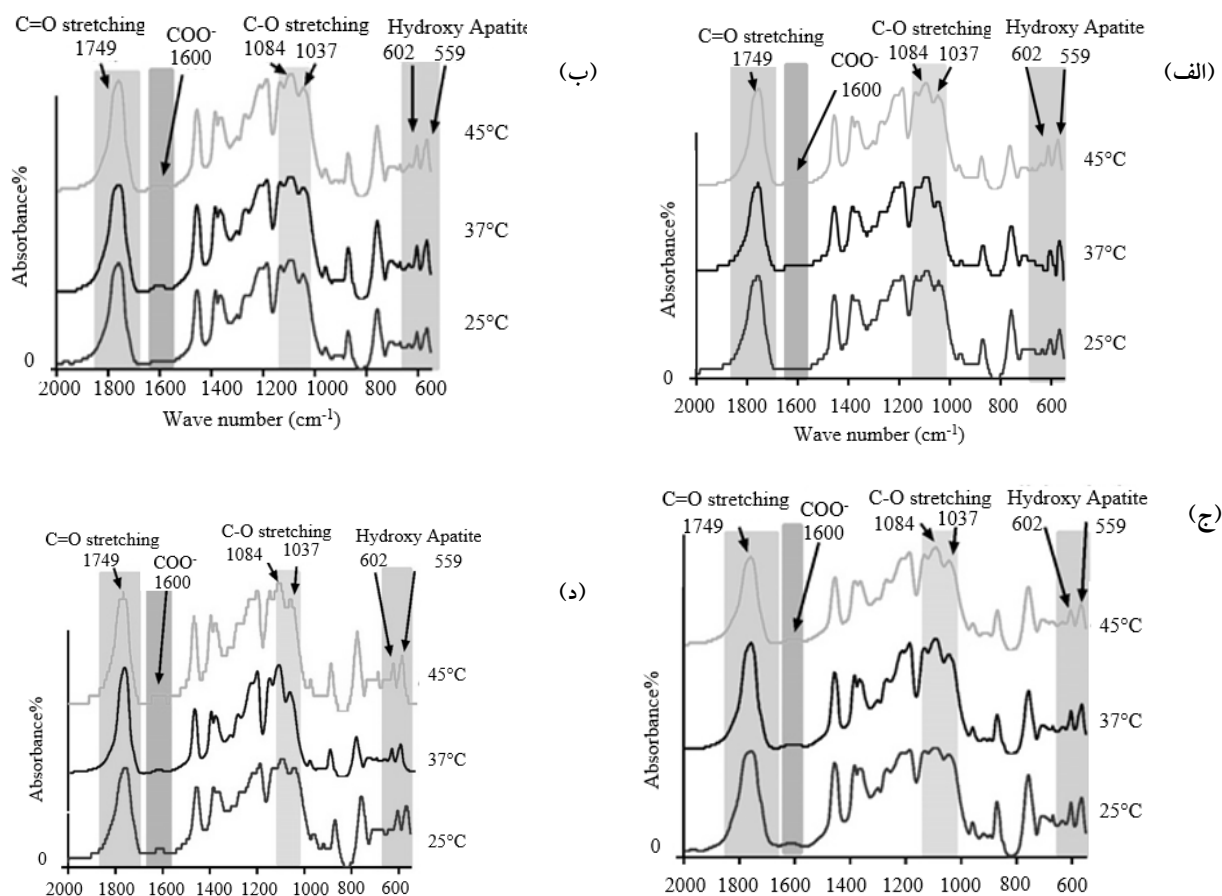 (الف)
C=O stretching
1749
COO-
1600
C-O stretching
1084 1037
Hydroxy Apatite
602 559
45°C
37°C
25°C
Absorbance%
0
2000 1800 1600 1400 1200 1000 800 600
Wave number (cm-1)
(ب)
C=O stretching
1749
COO-
1600
C-O stretching
1084 1037
Hydroxy Apatite
602 559
45°C
37°C
25°C
Absorbance%
0
2000 1800 1600 1400 1200 1000 800 600
Wave number (cm-1)
(ج)
C=O stretching
1749
COO-
1600
C-O stretching
1084 1037
Hydroxy Apatite
602 559
45°C
37°C
25°C
Absorbance%
0
2000 1800 1600 1400 1200 1000 800 600
(د)
C=O stretching
1749
COO-
1600
C-O stretching
1084 1037
Hydroxy Apatite
602 559
45°C
37°C
25°C
Absorbance%
0
2000 1800 1600 1400 1200 1000 800 600